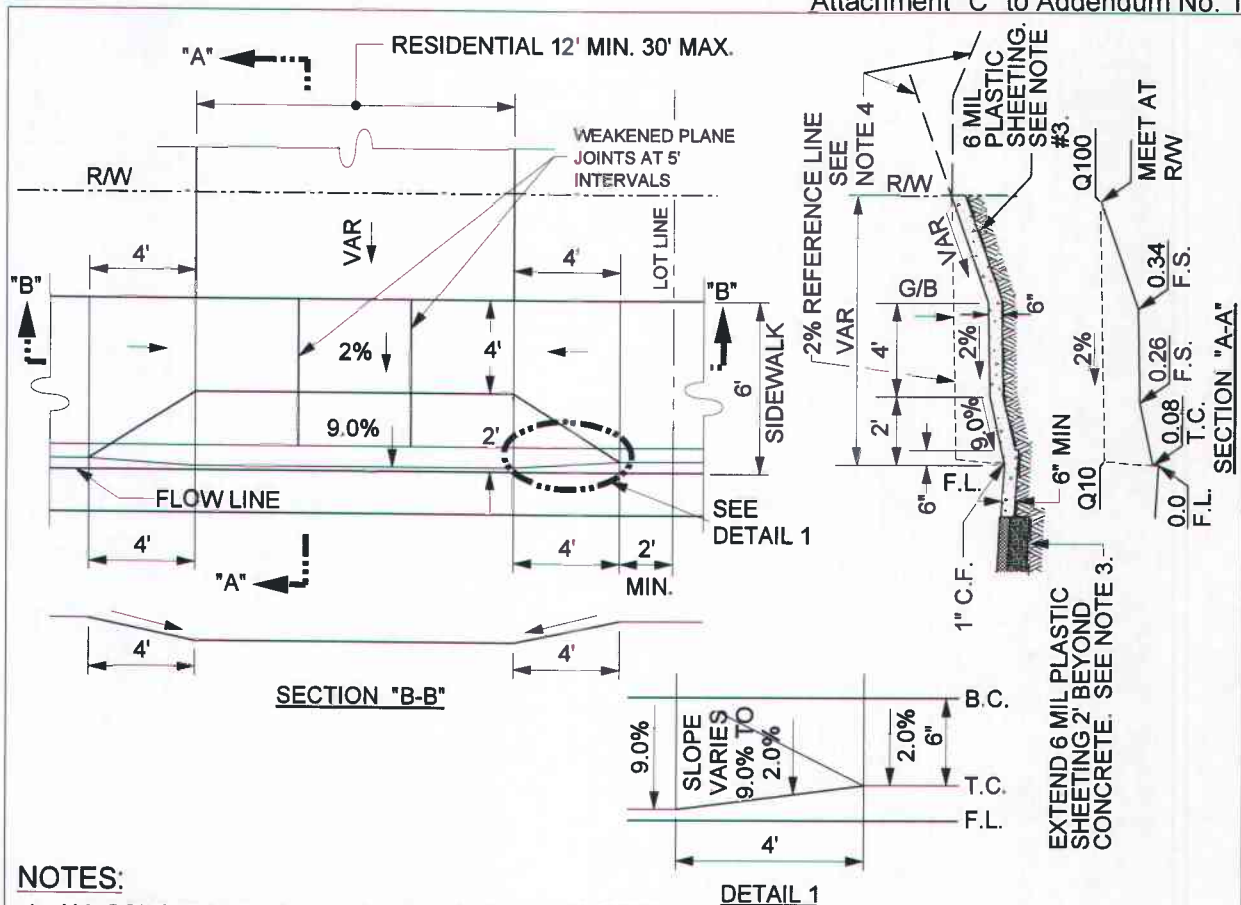 Attachment "C" to Addendum No. 1
"A"
RESIDENTIAL 12' MIN. 30' MAX.
WEAKENED PLANE
JOINTS AT 5'
INTERVALS
R/W
VAR
LOT LINE
4'
4'
"B"
"B"
2%
4'
6'
SIDEWALK
9.0%
2'
FLOW LINE
SEE
DETAIL 1
4'
"A"
4'
2'
MIN.
4'
4'
SECTION "B-B"
2% REFERENCE LINE
SEE
NOTE 4
6 MIL
PLASTIC
SHEETING.
SEE NOTE
#3.
R/W
VAR
VAR
G/B
6"
4'
2%
2'
9.0%
6"
F.L.
6" MIN
1" C.F.
EXTEND 6 MIL PLASTIC
SHEETING 2' BEYOND
CONCRETE. SEE NOTE 3.
Q100
MEET AT
R/W
0.34
F.S.
2%
0.26
F.S.
0.08
T.C.
Q10
0.0
F.L.
SECTION "A-A"
9.0%
SLOPE
VARIES
9.0% TO
2.0%
2.0%
6"
B.C.
T.C.
F.L.
4'
DETAIL 1
NOTES: